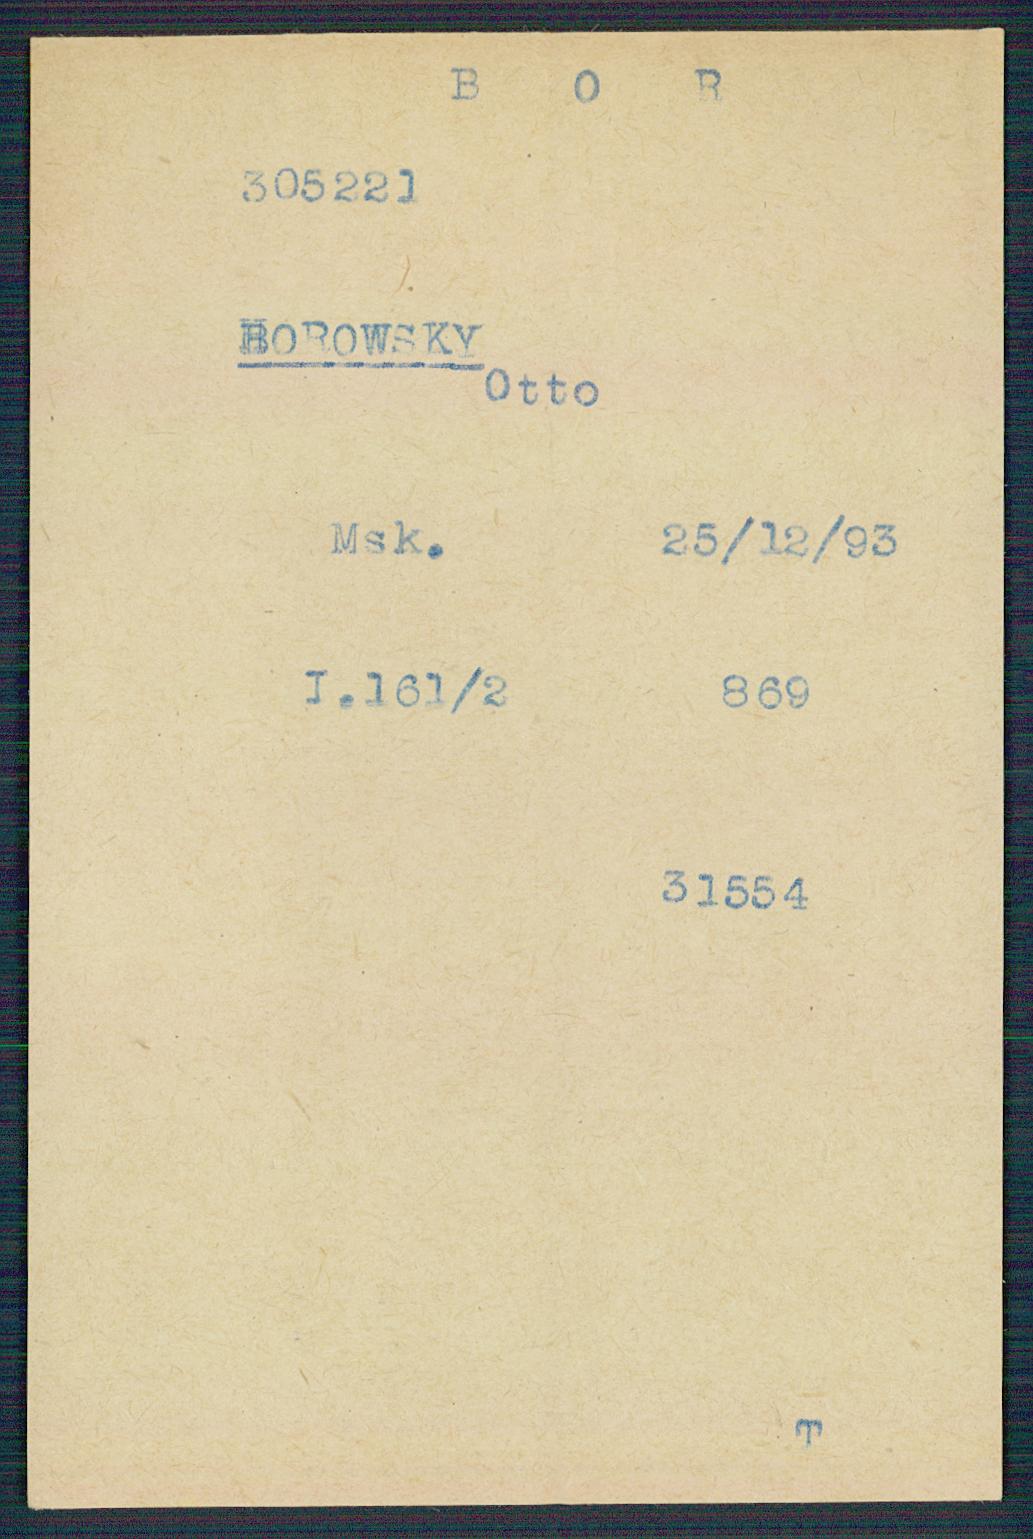 B O R
305221
BOROWSKY
Otto
Msk. 25/12/93
I.161/2 869
31554
T